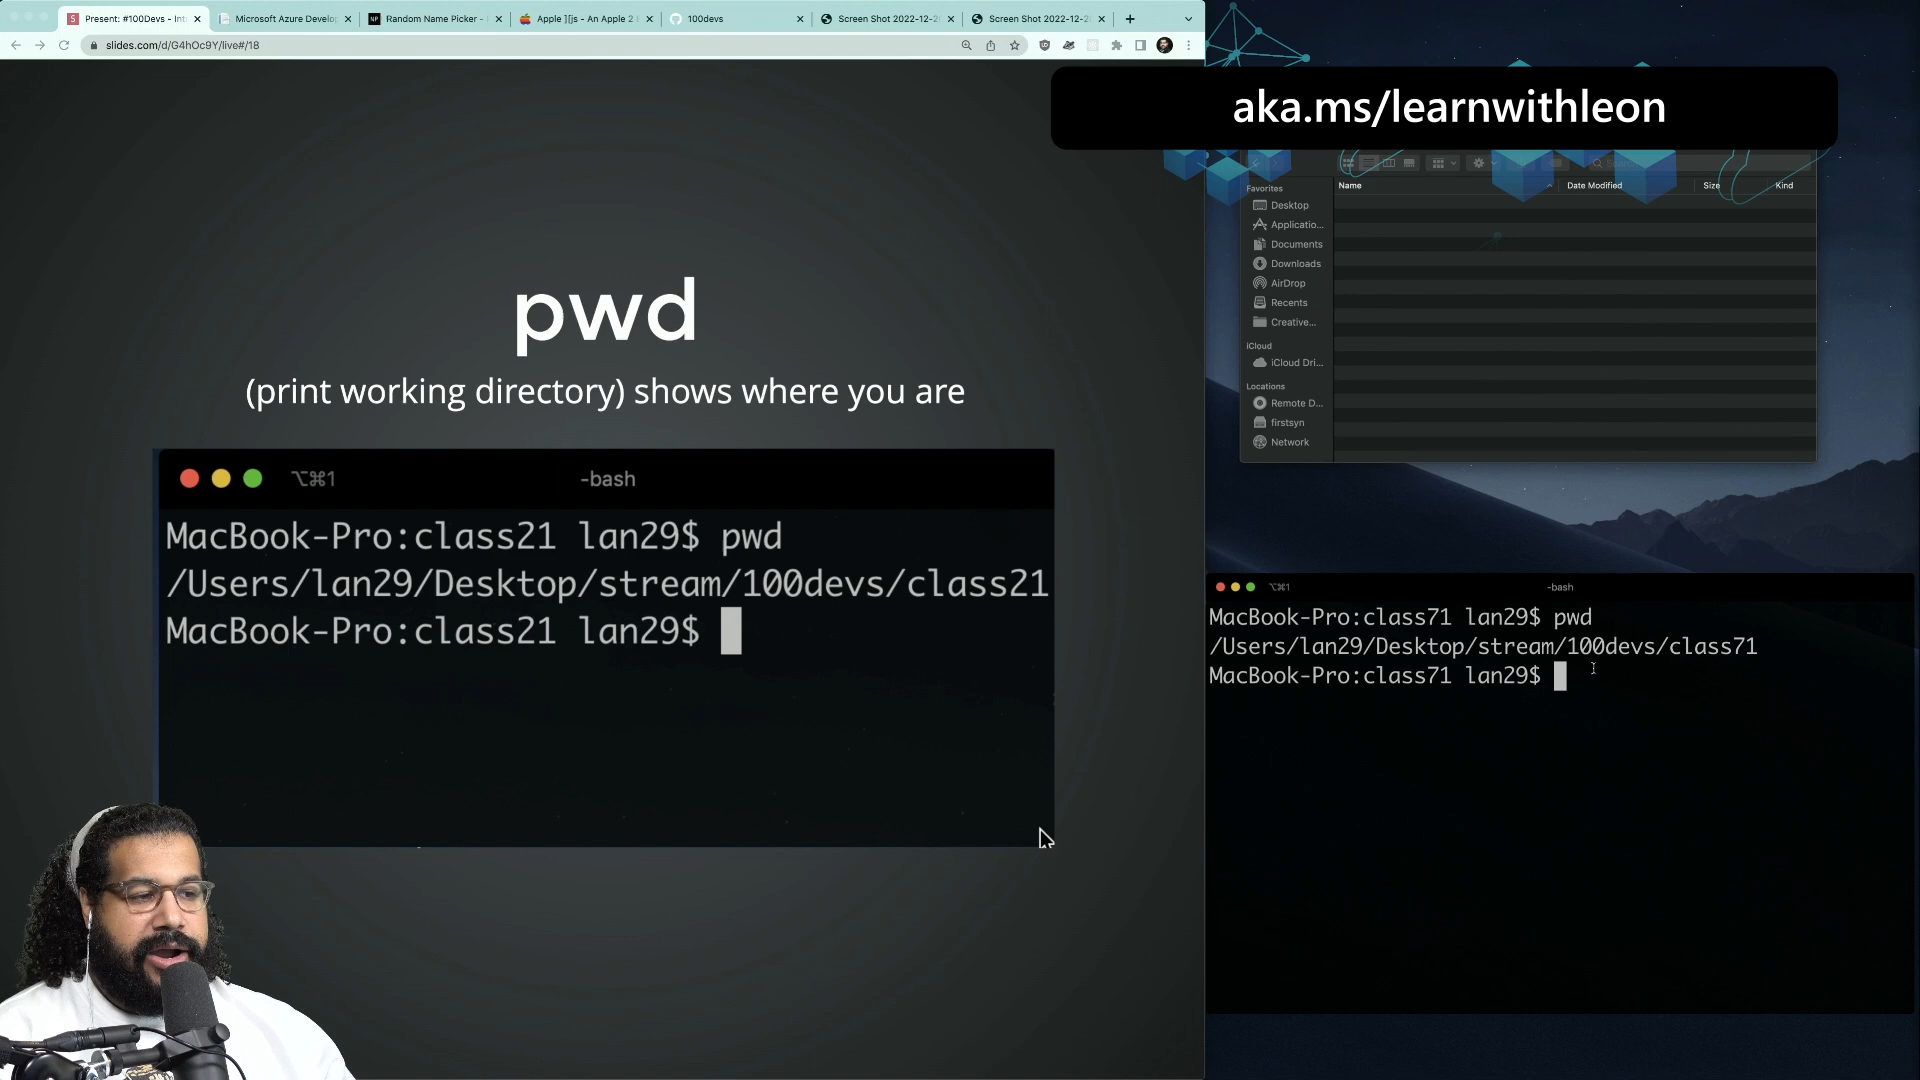 Present: #100Devs - Int
Microsoft Azure Develop
NP Random Name Picker -
Apple ][js - An Apple 2
100devs
Screen Shot 2022-12-2
Screen Shot 2022-12-2
slides.com/d/G4hOc9Y/live#/18
aka.ms/learnwithleon
Name
Date Modified
Size
Kind
Favorites
Desktop
Applicatio...
Documents
Downloads
AirDrop
Recents
Creative...
iCloud
iCloud Dri...
Locations
Remote D...
firstsyn
Network
pwd
(print working directory) shows where you are
⌥⌘1
-bash
MacBook-Pro:class21 lan29$ pwd
/Users/lan29/Desktop/stream/100devs/class21
MacBook-Pro:class21 lan29$
⌥⌘1
-bash
MacBook-Pro:class71 lan29$ pwd
/Users/lan29/Desktop/stream/100devs/class71
MacBook-Pro:class71 lan29$